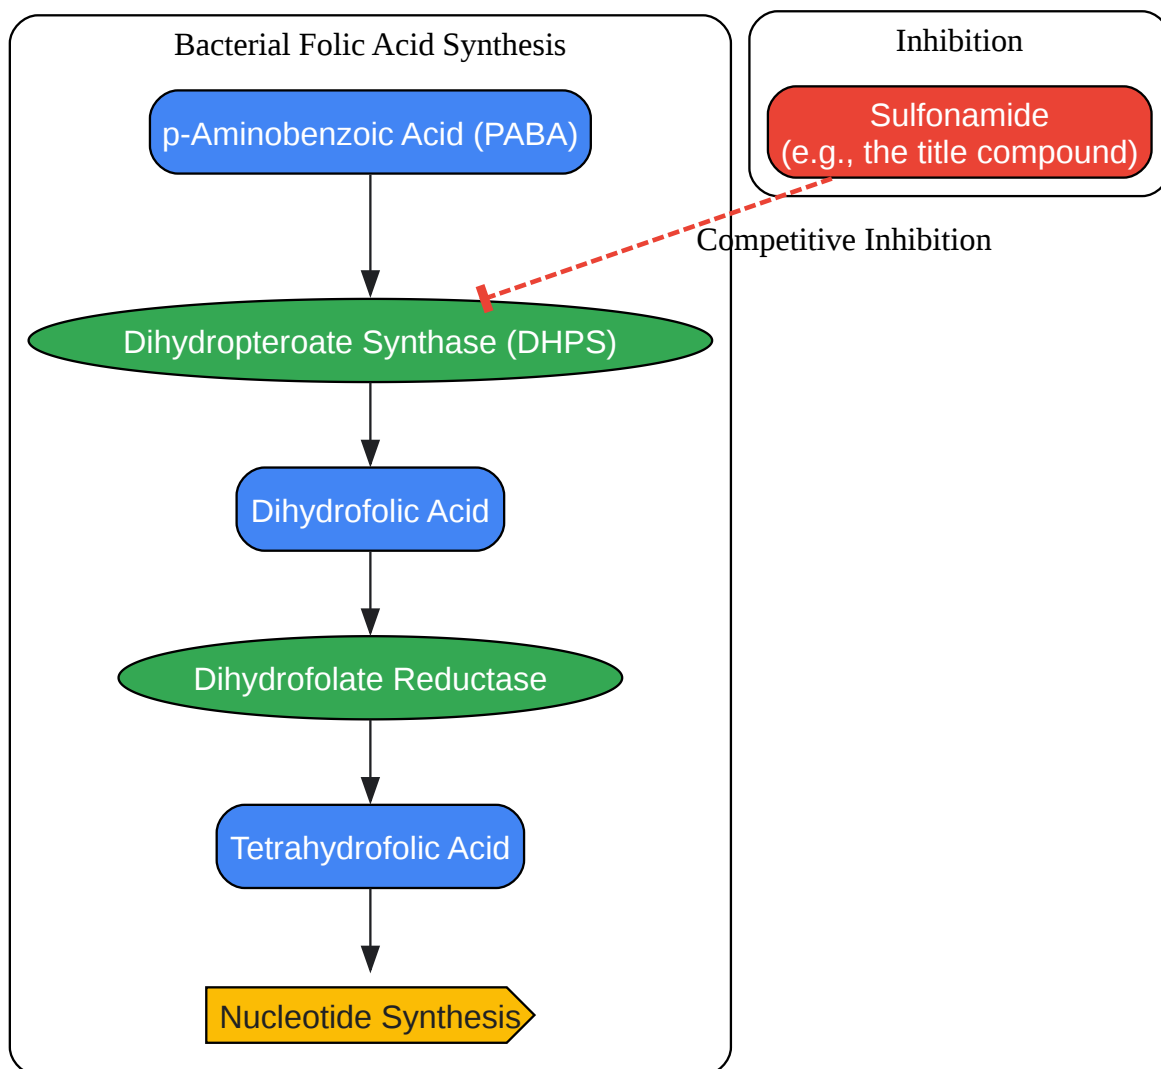 Bacterial Folic Acid Synthesis
p-Aminobenzoic Acid (PABA)
Dihydropteroate Synthase (DHPS)
Dihydrofolic Acid
Dihydrofolate Reductase
Tetrahydrofolic Acid
Nucleotide Synthesis
Inhibition
Sulfonamide
(e.g., the title compound)
Competitive Inhibition